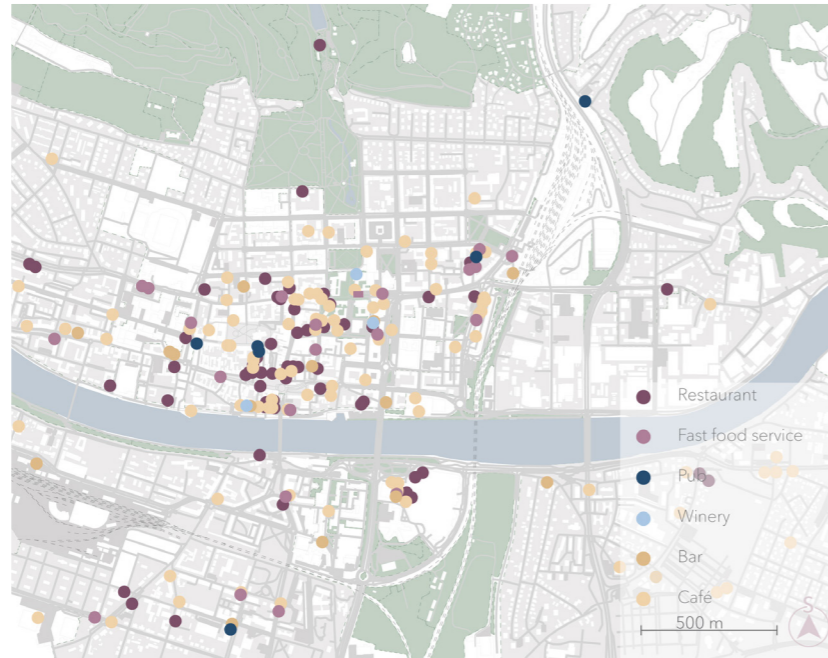 Restaurant
Fast food service
Pub
Winery
Bar
Café
S
500 m